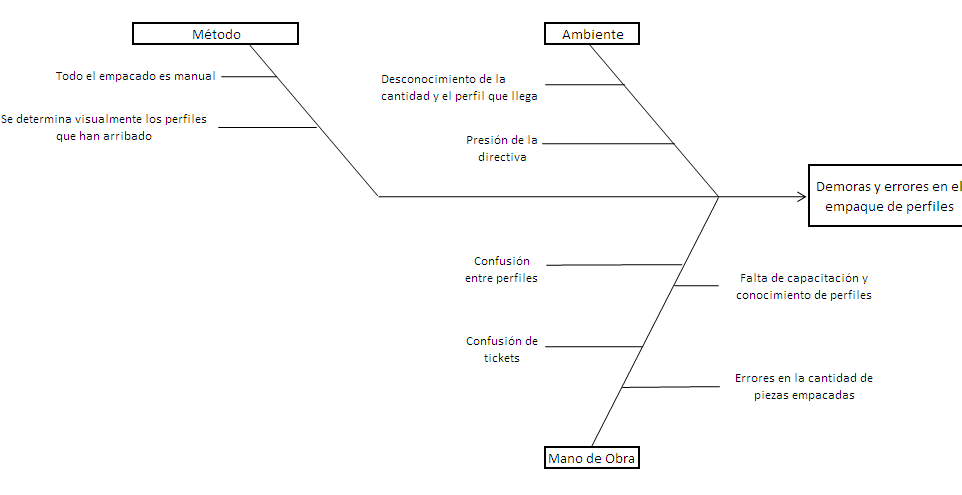 Método
Ambiente
Todo el empacado es manual
Se determina visualmente los perfiles
que han arribado
Desconocimiento de la
cantidad y el perfil que llega
Presión de la
directiva
Demoras y errores en el
empaque de perfiles
Confusión
entre perfiles
Falta de capacitación y
conocimiento de perfiles
Confusión de
tickets
Errores en la cantidad de
piezas empacadas
Mano de Obra